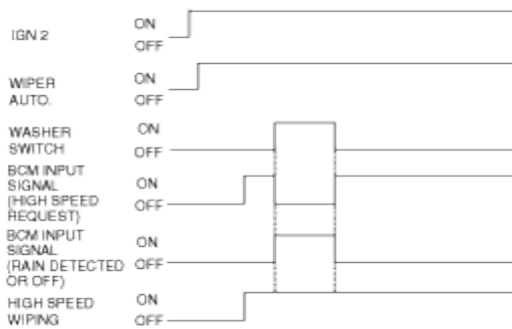 IGN 2
ON
OFF
WIPER
AUTO.
ON
OFF
WASHER
SWITCH
ON
OFF
BCM INPUT
SIGNAL
(HIGH SPEED
REQUEST)
ON
OFF
BCM INPUT
SIGNAL
(RAIN DETECTED
OR OFF)
ON
OFF
HIGH SPEED
WIPING
ON
OFF